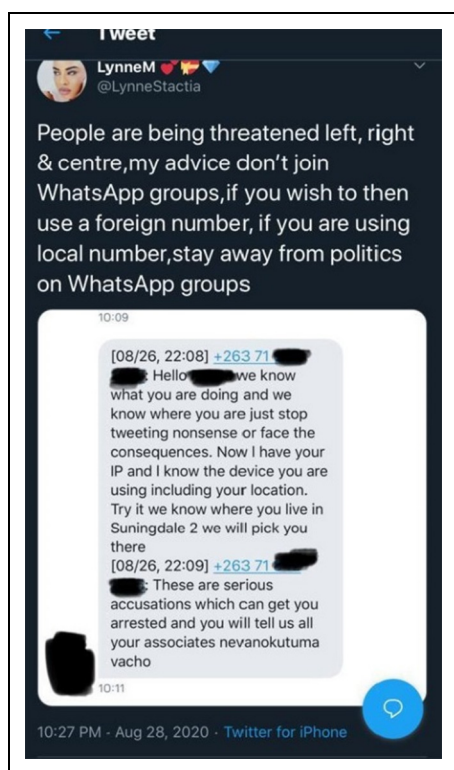 Tweet
LynneM
@LynneStactia
People are being threatened left, right
& centre,my advice don't join
WhatsApp groups,if you wish to then
use a foreign number, if you are using
local number,stay away from politics
on WhatsApp groups
10:09
[08/26, 22:08] +263 71
: Hello we know
what you are doing and we
know where you are just stop
tweeting nonsense or face the
consequences. Now I have your
IP and I know the device you are
using including your location.
Try it we know where you live in
Suningdale 2 we will pick you
there
[08/26, 22:09] +263 71
: These are serious
accusations which can get you
arrested and you will tell us all
your associates nevanokutuma
vacho
10:11
10:27 PM - Aug 28, 2020 · Twitter for iPhone